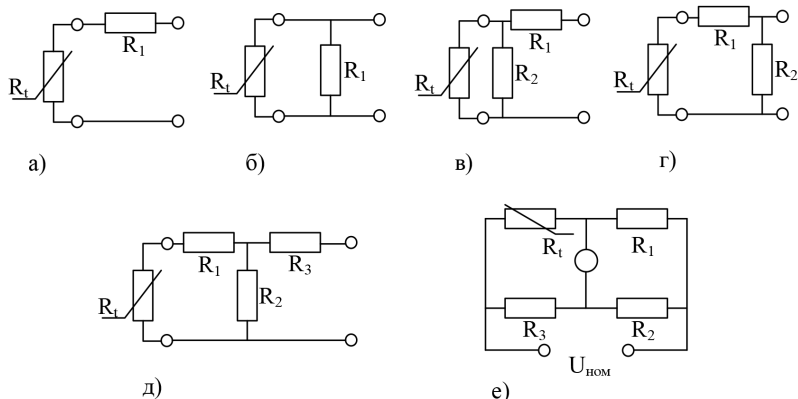 Rt R1
а)
Rt R1
б)
Rt R2 R1
в)
Rt R1 R2
г)
Rt R1 R2 R3
д)
Rt R1
R3 R2
Uном
е)